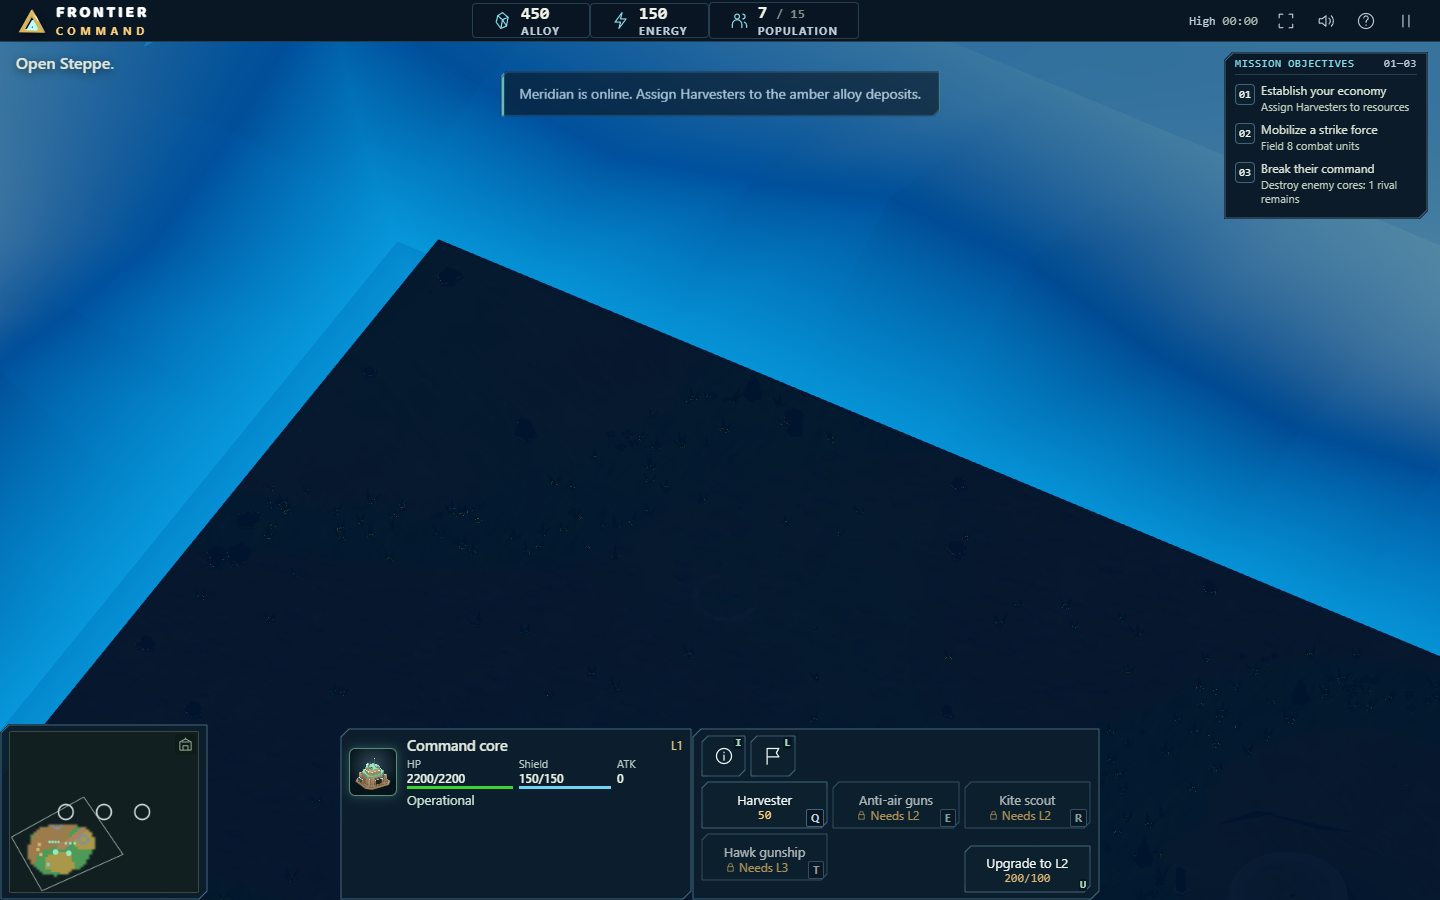 FRONTIER
COMMAND
450
ALLOY
150
ENERGY
7 / 15
POPULATION
High 00:00
Open Steppe.
Meridian is online. Assign Harvesters to the amber alloy deposits.
MISSION OBJECTIVES 01—03
01 Establish your economy
Assign Harvesters to resources
02 Mobilize a strike force
Field 8 combat units
03 Break their command
Destroy enemy cores: 1 rival
remains
Command core L1
HP Shield ATK
2200/2200 150/150 0
Operational
I L
Harvester
50 Q
Anti-air guns
Needs L2 E
Kite scout
Needs L2 R
Hawk gunship
Needs L3 T
Upgrade to L2
200/100
U